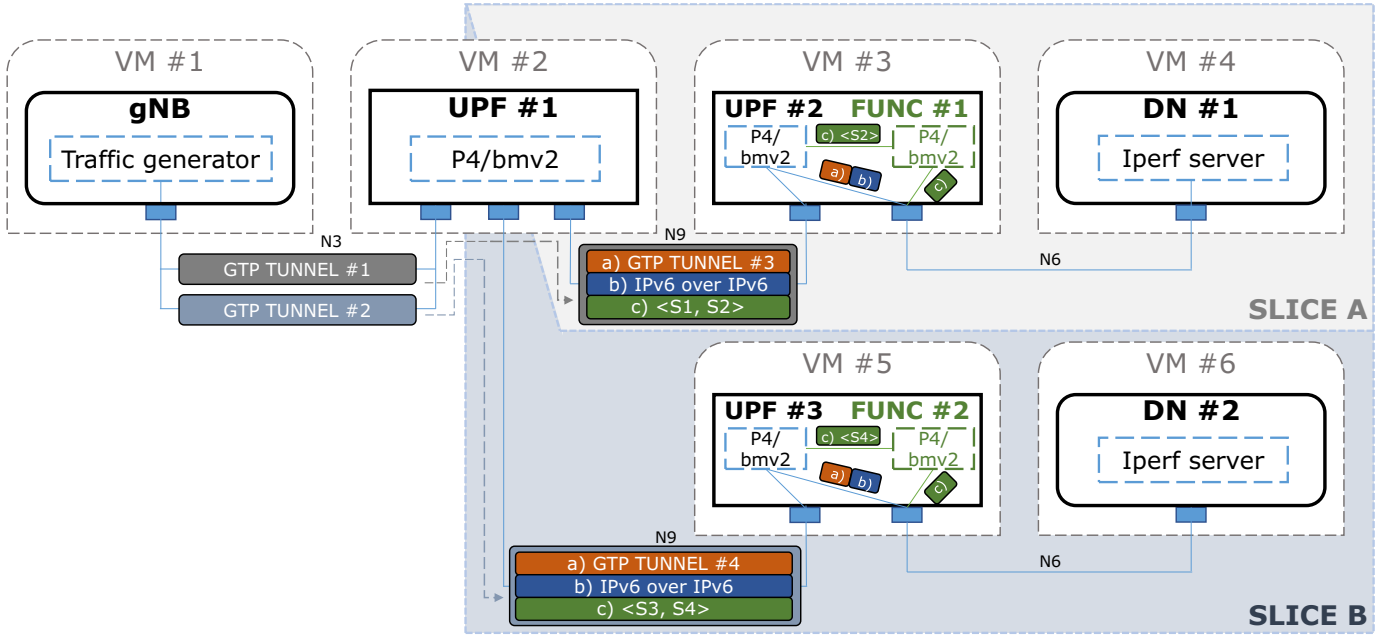 VM #1
gNB
Traffic generator
VM #2
UPF #1
P4/bmv2
VM #3
UPF #2
FUNC #1
P4/
bmv2
c) <S2>
P4/
bmv2
a)
b)
c)
VM #4
DN #1
Iperf server
N3
GTP TUNNEL #1
GTP TUNNEL #2
N9
a) GTP TUNNEL #3
b) IPv6 over IPv6
c) <S1, S2>
N6
SLICE A
VM #5
UPF #3
FUNC #2
P4/
bmv2
c) <S4>
P4/
bmv2
a)
b)
c)
VM #6
DN #2
Iperf server
N9
a) GTP TUNNEL #4
b) IPv6 over IPv6
c) <S3, S4>
N6
SLICE B